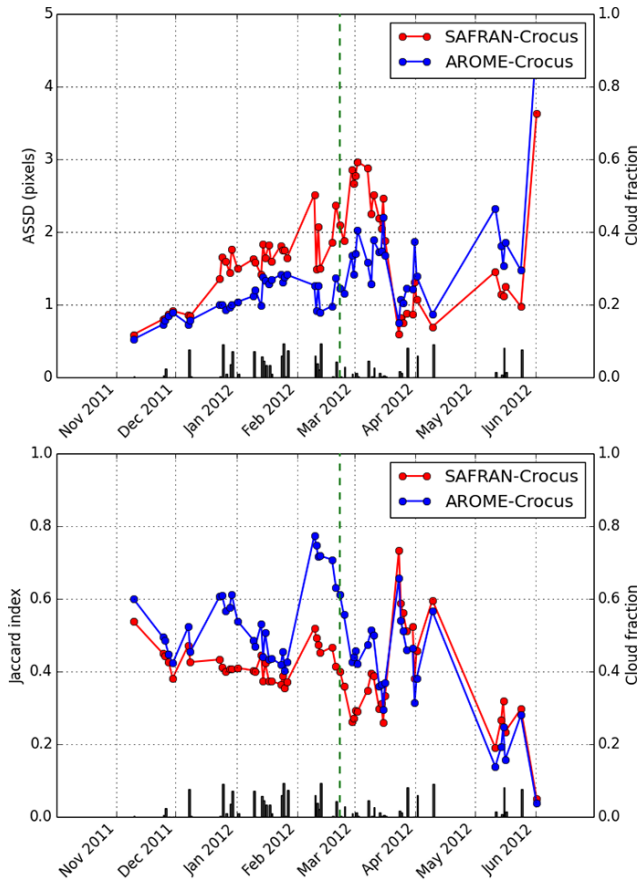 5
4
3
2
1
0
ASSD (pixels)
1.0
0.8
0.6
0.4
0.2
0.0
Cloud fraction
SAFRAN-Crocus
AROME-Crocus
Nov 2011
Dec 2011
Jan 2012
Feb 2012
Mar 2012
Apr 2012
May 2012
Jun 2012
1.0
0.8
0.6
0.4
0.2
0.0
Jaccard index
1.0
0.8
0.6
0.4
0.2
0.0
Cloud fraction
SAFRAN-Crocus
AROME-Crocus
Nov 2011
Dec 2011
Jan 2012
Feb 2012
Mar 2012
Apr 2012
May 2012
Jun 2012